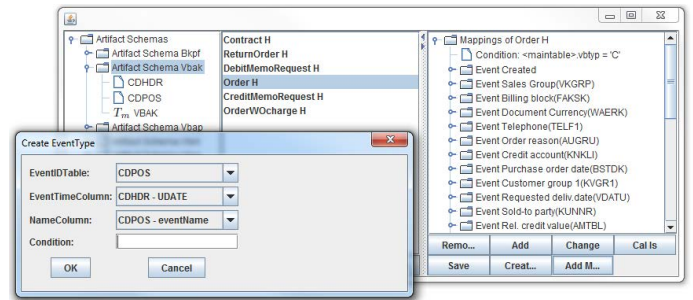 Artifact Schemas
Artifact Schema Bkpf
Artifact Schema Vbak
CDHDR
CDPOS
Tm VBAK
Artifact Schema Vbap
Contract H
ReturnOrder H
DebitMemoRequest H
Order H
CreditMemoRequest H
OrderWOcharge H
Mappings of Order H
Condition: <maintable>.vbtyp = 'C'
Event Created
Event Sales Group(VKGRP)
Event Billing block(FAKSK)
Event Document Currency(WAERK)
Event Telephone(TELF1)
Event Order reason(AUGRU)
Event Credit account(KNKLI)
Event Purchase order date(BSTDK)
Event Customer group 1(KVGR1)
Event Requested deliv.date(VDATU)
Event Sold-to party(KUNNR)
Event Rel. credit value(AMTBL)
Remo... Add Change Cal Is
Save Creat... Add M...
Create EventType
EventIDTable: CDPOS
EventTimeColumn: CDHDR - UDATE
NameColumn: CDPOS - eventName
Condition:
OK Cancel